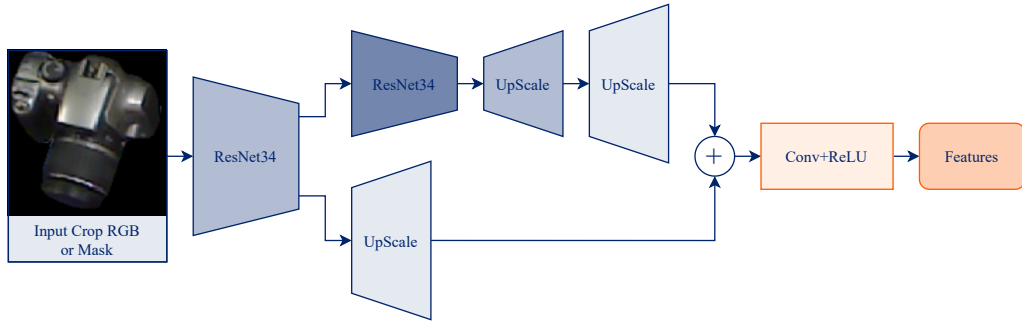 Input Crop RGB
or Mask
ResNet34
ResNet34
UpScale
UpScale
UpScale
+
Conv+ReLU
Features